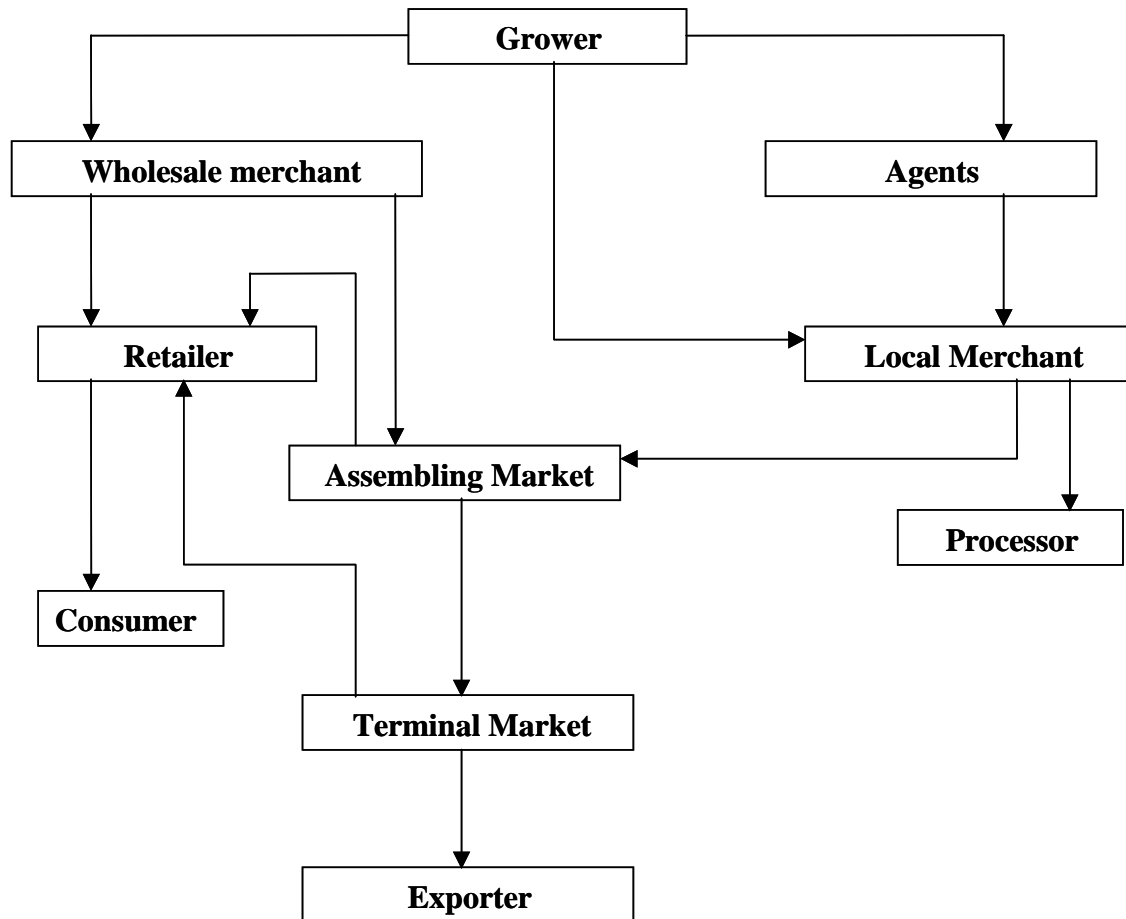 Grower
Wholesale merchant
Agents
Retailer
Local Merchant
Assembling Market
Processor
Consumer
Terminal Market
Exporter